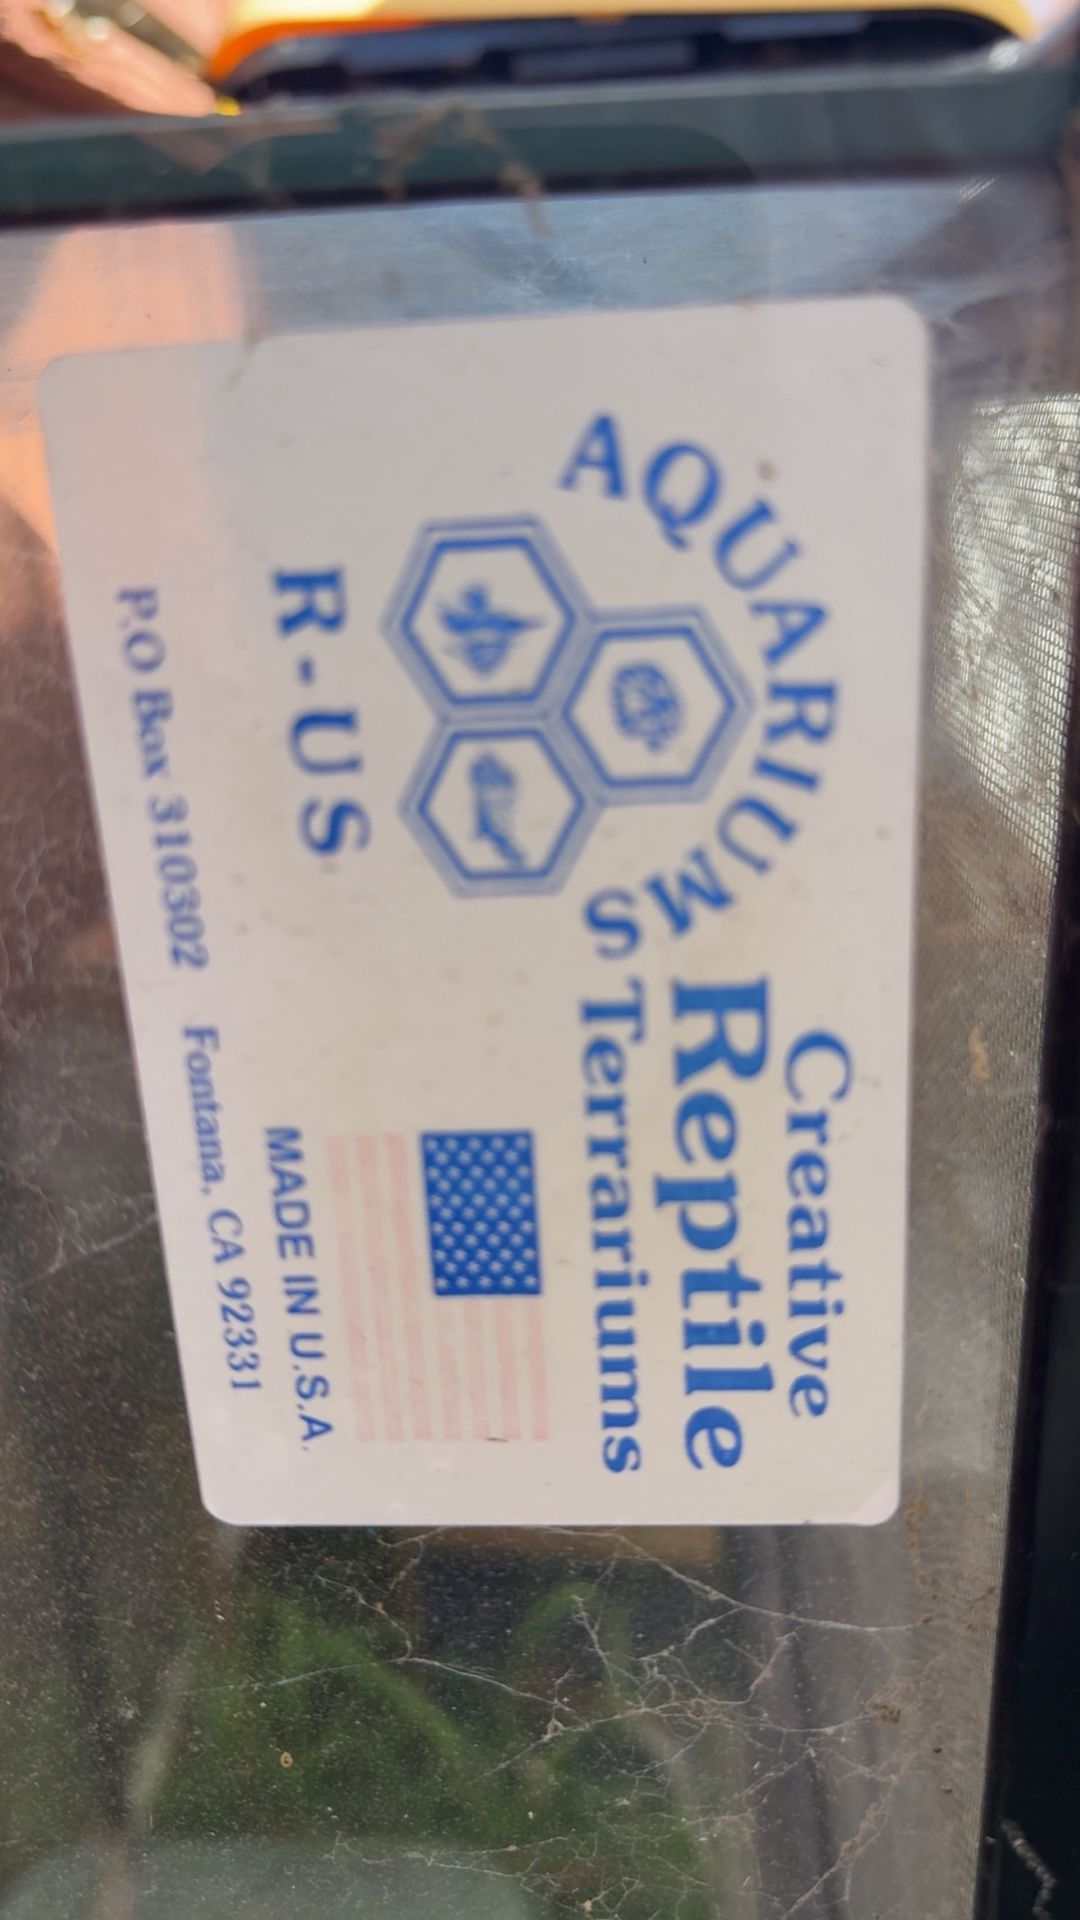 AQUARIUMS
R-US
Creative
Reptile
Terrariums
MADE IN U.S.A.
P.O Box 310302 Fontana, CA 92331